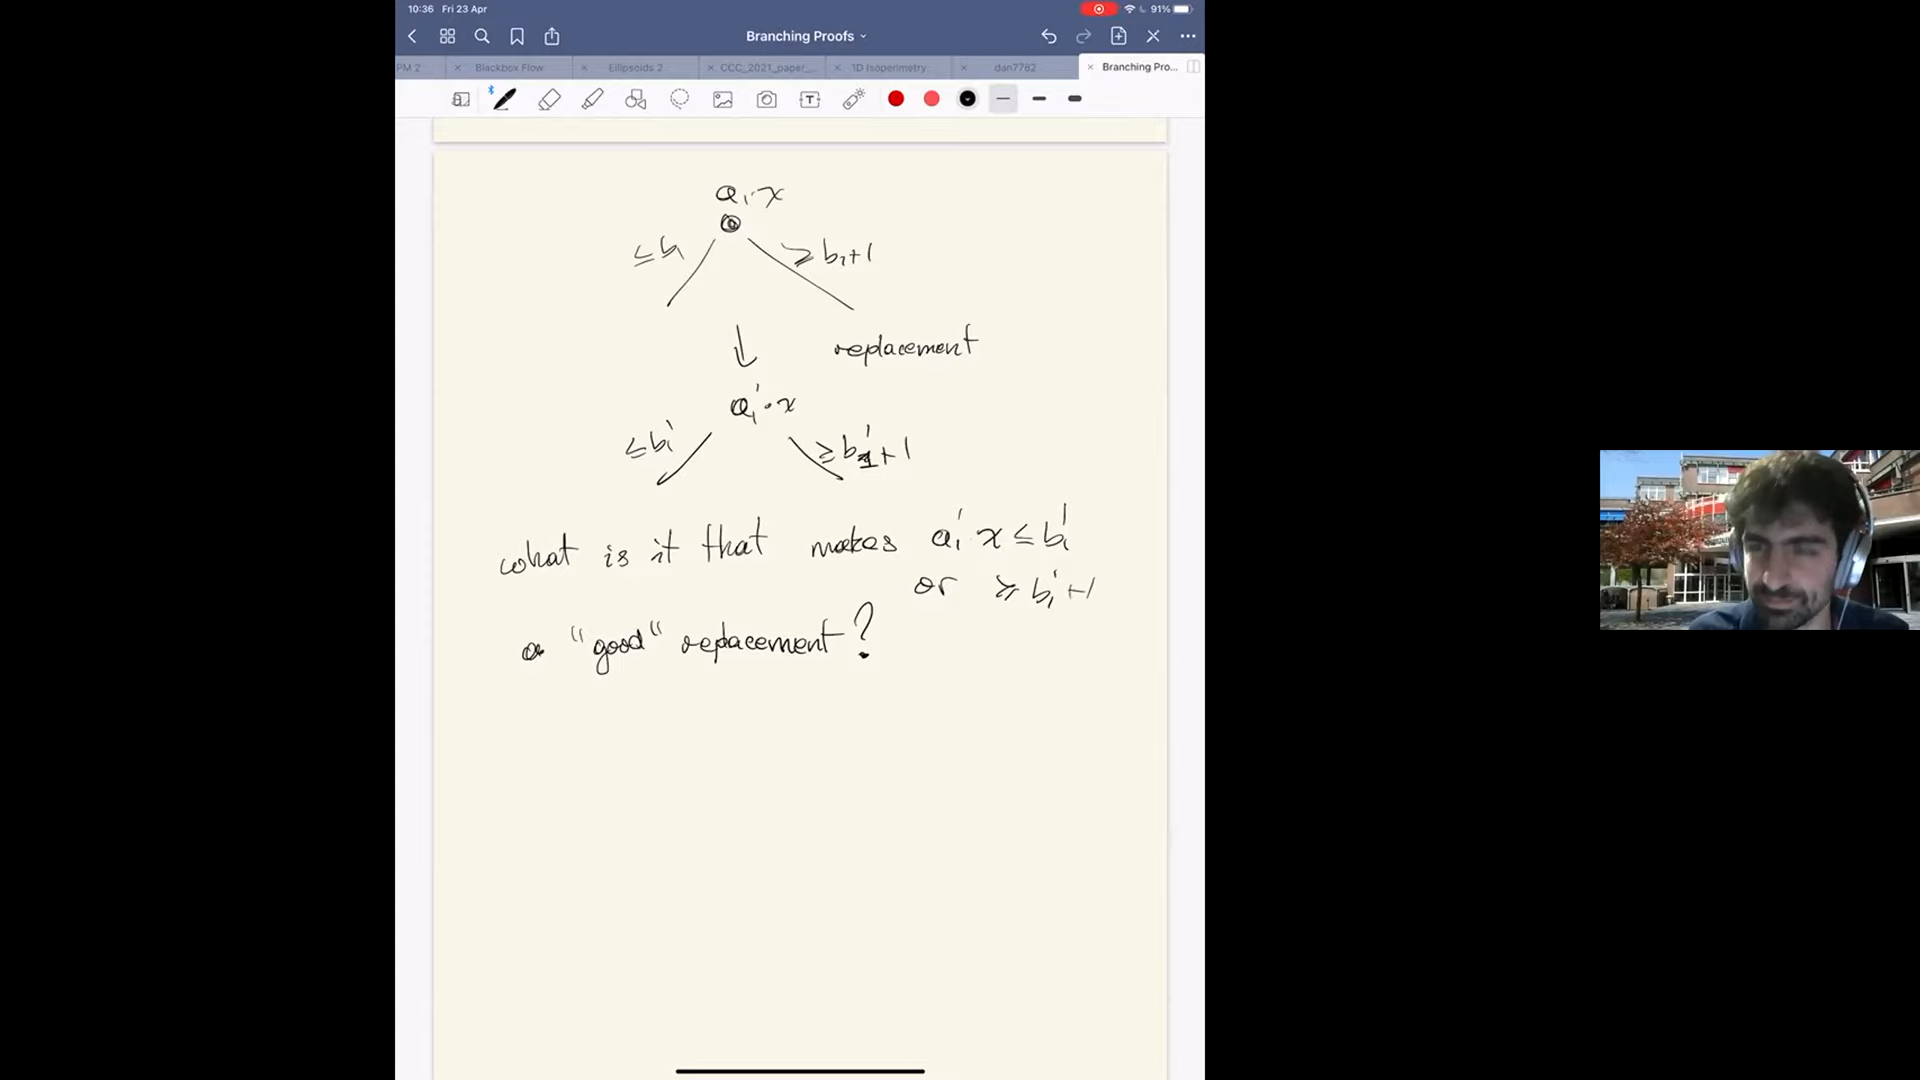 10:36 Fri 23 Apr
91%
Branching Proofs
PM 2
Blackbox Flow
Ellipsoids 2
CCC_2021_paper_...
1D Isoperimetry
dan7782
Branching Pro...
a₁·x
≤ b₁ ≥ b₁+1
↓ replacement
a₁'·x
≤ b₁' ≥ b₁'+1
what is it that makes a₁'·x ≤ b₁'
or ≥ b₁'+1
a "good" replacement?